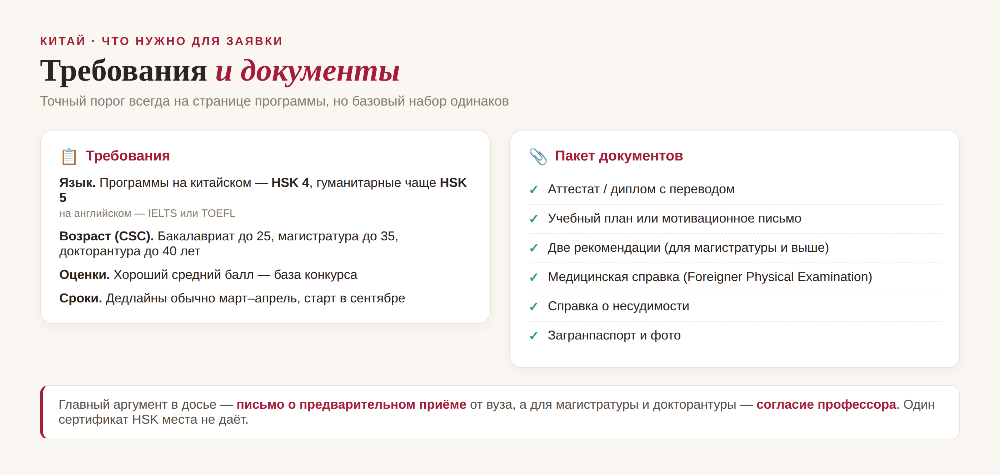 КИТАЙ · ЧТО НУЖНО ДЛЯ ЗАЯВКИ
Требования и документы
Точный порог всегда на странице программы, но базовый набор одинаков
Требования
Язык. Программы на китайском — HSK 4, гуманитарные чаще HSK
5
на английском — IELTS или TOEFL
Возраст (CSC). Бакалавриат до 25, магистратура до 35,
докторантура до 40 лет
Оценки. Хороший средний балл — база конкурса
Сроки. Дедлайны обычно март–апрель, старт в сентябре
Пакет документов
✓ Аттестат / диплом с переводом
✓ Учебный план или мотивационное письмо
✓ Две рекомендации (для магистратуры и выше)
✓ Медицинская справка (Foreigner Physical Examination)
✓ Справка о несудимости
✓ Загранпаспорт и фото
Главный аргумент в досье — письмо о предварительном приёме от вуза, а для магистратуры и докторантуры — согласие профессора. Один
сертификат HSK места не даёт.